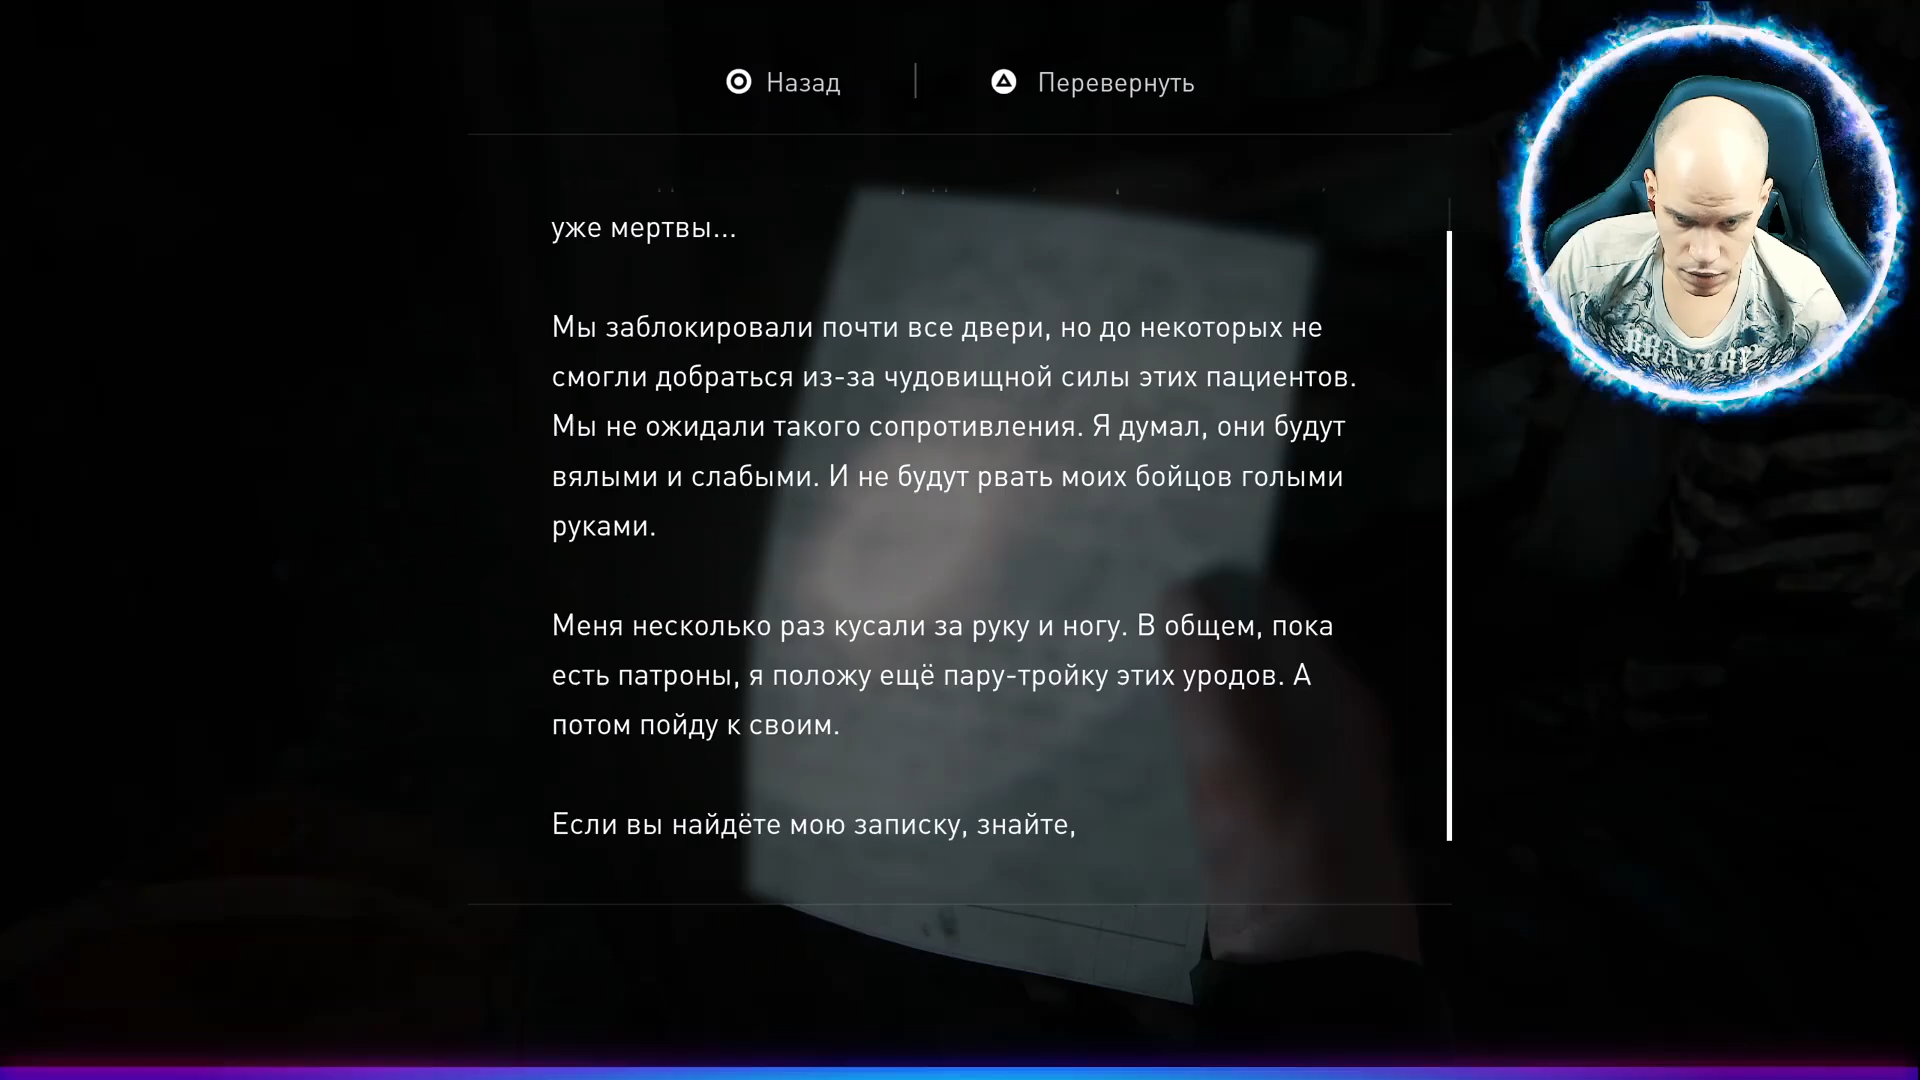 Назад
Перевернуть
уже мертвы...
Мы заблокировали почти все двери, но до некоторых не
смогли добраться из-за чудовищной силы этих пациентов.
Мы не ожидали такого сопротивления. Я думал, они будут
вялыми и слабыми. И не будут рвать моих бойцов голыми
руками.
Меня несколько раз кусали за руку и ногу. В общем, пока
есть патроны, я положу ещё пару-тройку этих уродов. А
потом пойду к своим.
Если вы найдёте мою записку, знайте,